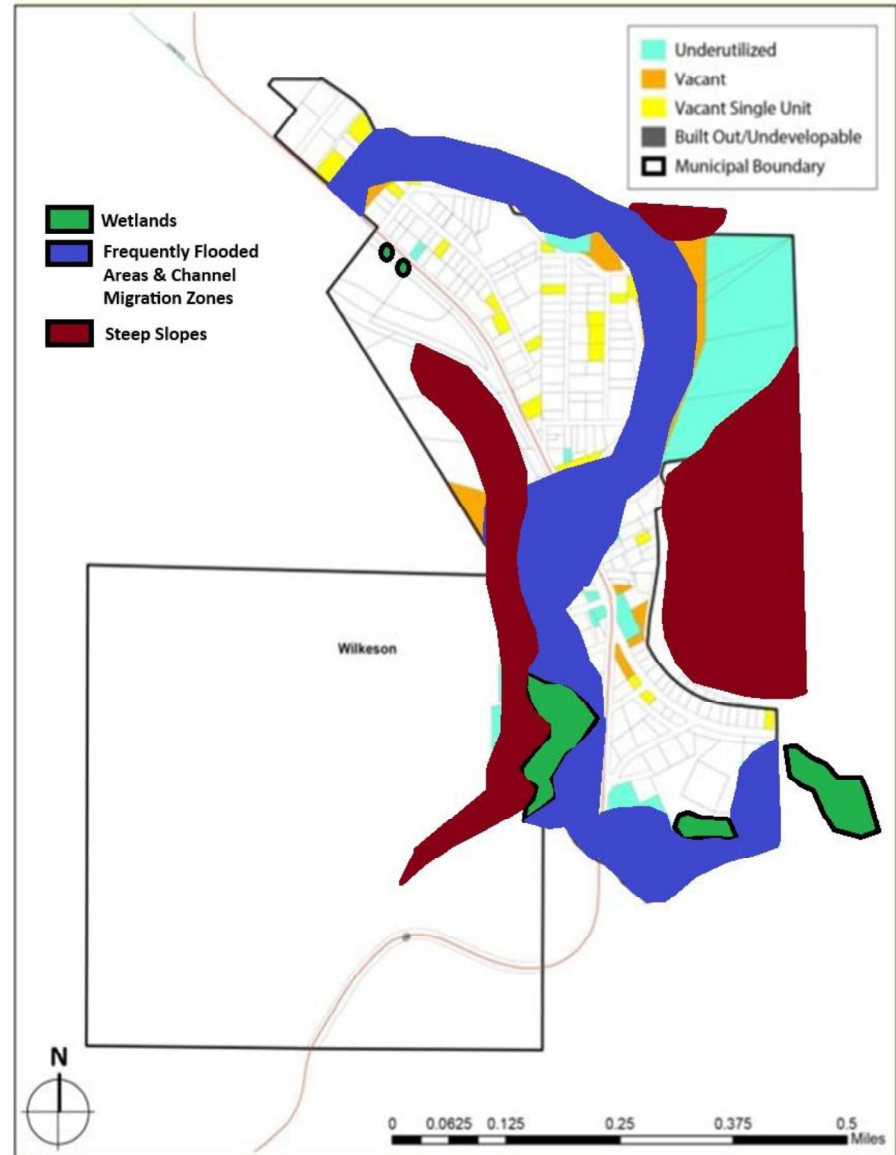 Underutilized
Vacant
Vacant Single Unit
Built Out/Undevelopable
Municipal Boundary
Wetlands
Frequently Flooded
Areas & Channel
Migration Zones
Steep Slopes
Wilkeson
N
0 0.0625 0.125 0.25 0.375 0.5
Miles